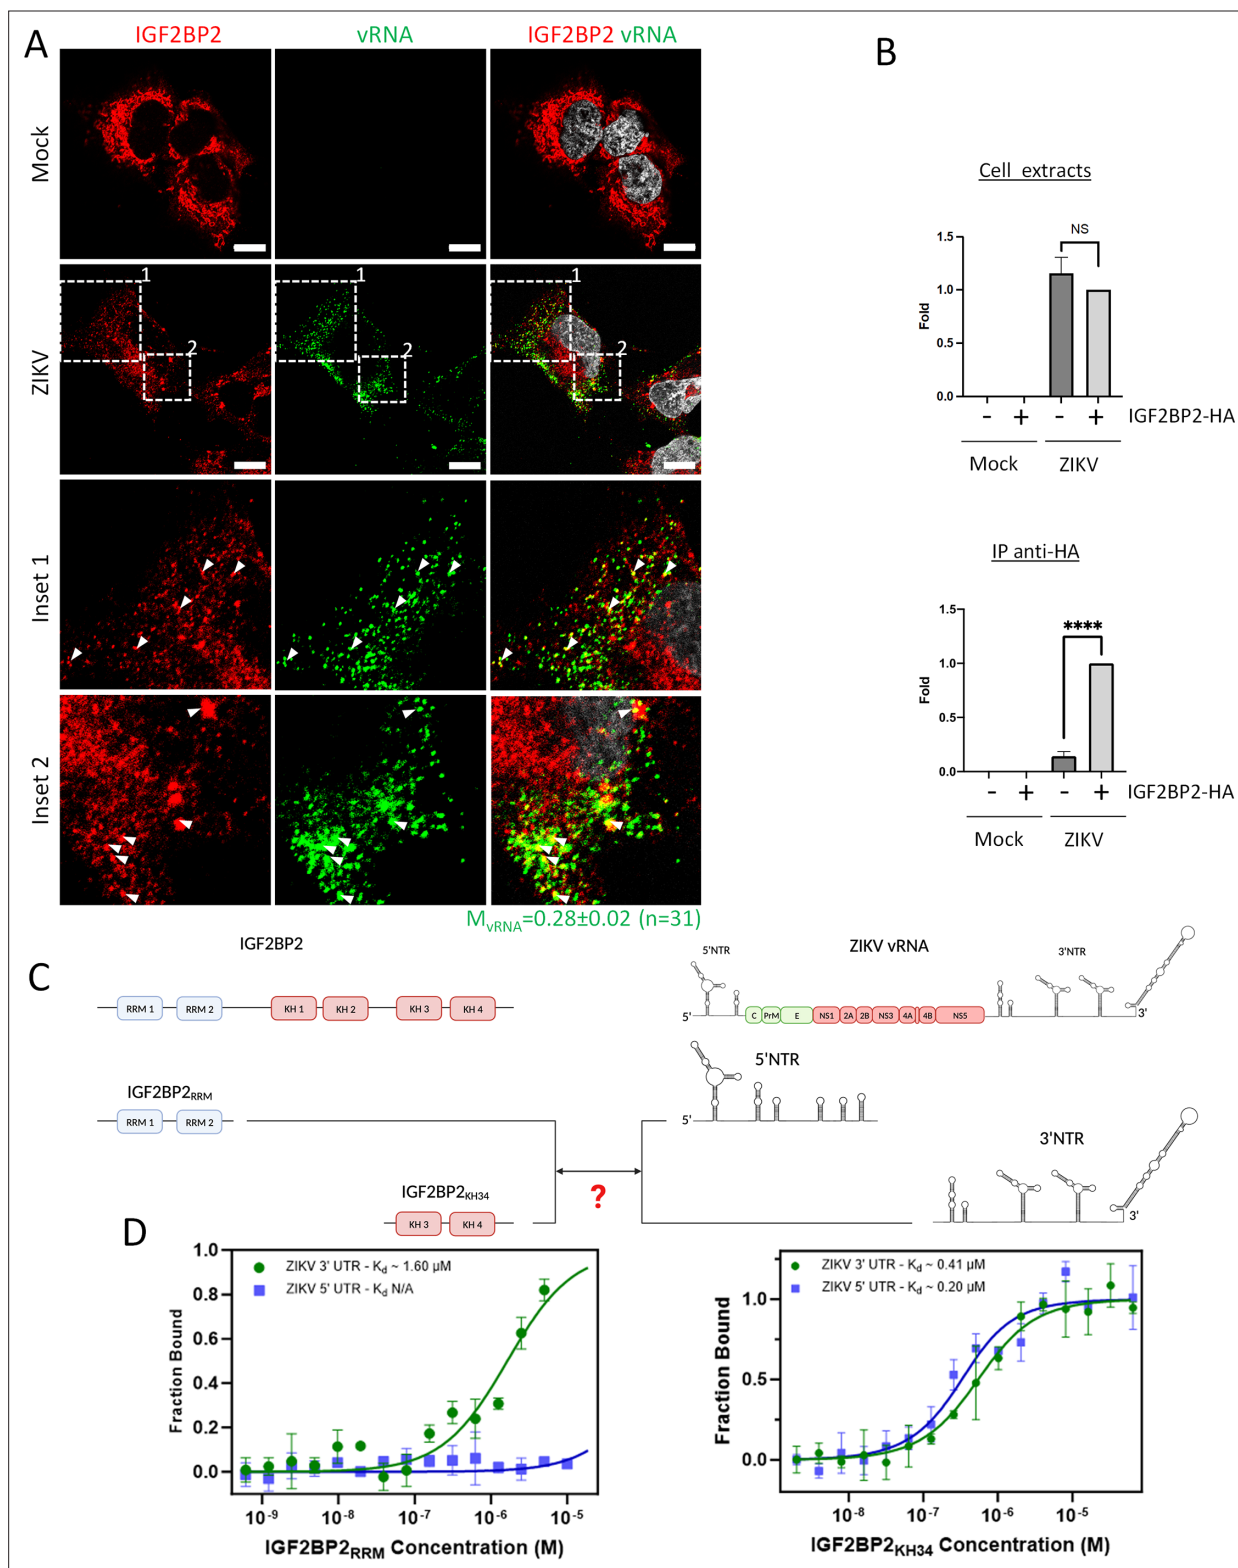 A
IGF2BP2 vRNA IGF2BP2 vRNA
Mock
ZIKV
1
2
1
2
1
2
Inset 1
Inset 2
MvRNA=0.28±0.02 (n=31)
B
Cell extracts
NS
Fold
1.5
1.0
0.5
0.0
- + - + IGF2BP2-HA
Mock ZIKV
IP anti-HA
****
Fold
1.5
1.0
0.5
0.0
- + - + IGF2BP2-HA
Mock ZIKV
C
IGF2BP2
RRM 1 RRM 2 KH 1 KH 2 KH 3 KH 4
ZIKV vRNA
5'NTR 3'NTR
5' C PrM E NS1 2A 2B NS3 4A 4B NS5 3'
IGF2BP2RRM
RRM 1 RRM 2
5'NTR
5'
IGF2BP2KH34
KH 3 KH 4
?
3'NTR
3'
D
ZIKV 3' UTR - Kd ~ 1.60 µM
ZIKV 5' UTR - Kd N/A
Fraction Bound
1.0
0.8
0.6
0.4
0.2
0.0
10-9 10-8 10-7 10-6 10-5
IGF2BP2RRM Concentration (M)
ZIKV 3' UTR - Kd ~ 0.41 µM
ZIKV 5' UTR - Kd ~ 0.20 µM
Fraction Bound
1.0
0.5
0.0
10-8 10-7 10-6 10-5
IGF2BP2KH34 Concentration (M)